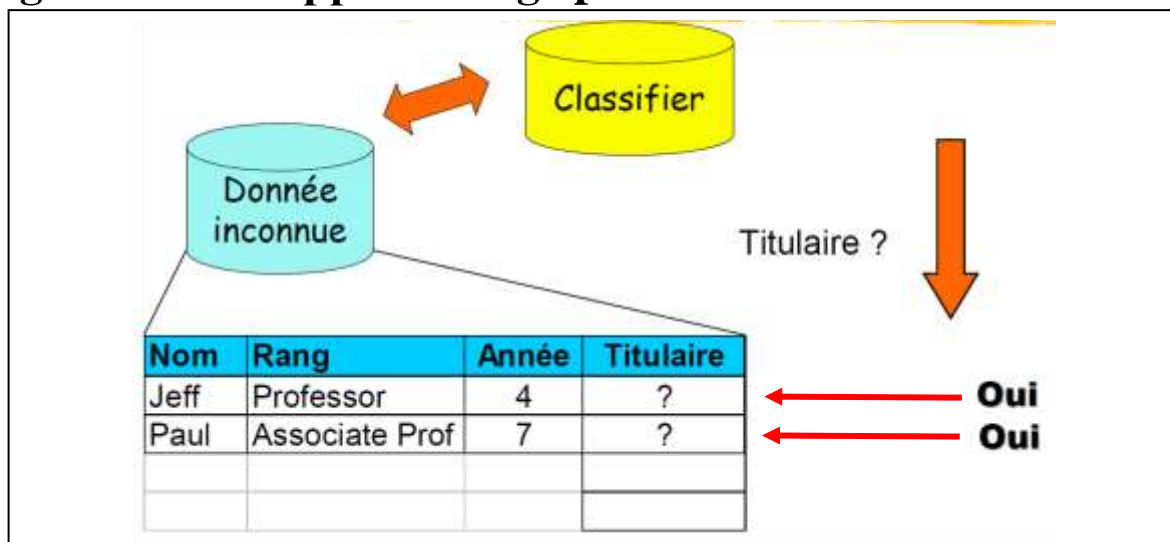 Classifier
Donnée
inconnue
Titulaire ?
Nom Rang Année Titulaire
Jeff Professor 4 ? Oui
Paul Associate Prof 7 ? Oui